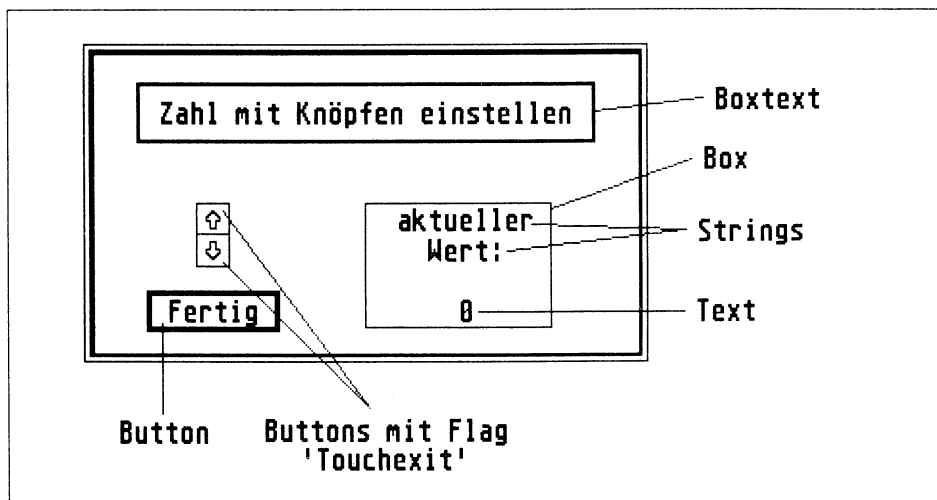 Zahl mit Knöpfen einstellen
Boxtext
Box
aktueller
Wert:
Strings
0
Text
Fertig
Button
Buttons mit Flag
'Touchexit'